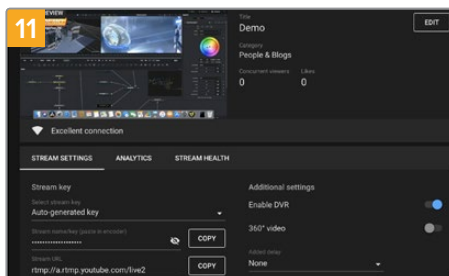 11
Title
Demo
EDIT
Category
People & Blogs
Concurrent viewers Likes
0 0
Excellent connection
STREAM SETTINGS ANALYTICS STREAM HEALTH
Stream key
Additional settings
Select stream key
Auto-generated key
Enable DVR
360° video
Stream name/key (paste in encoder)
COPY
Added delay
None
Stream URL
rtmp://a.rtmp.youtube.com/live2
COPY